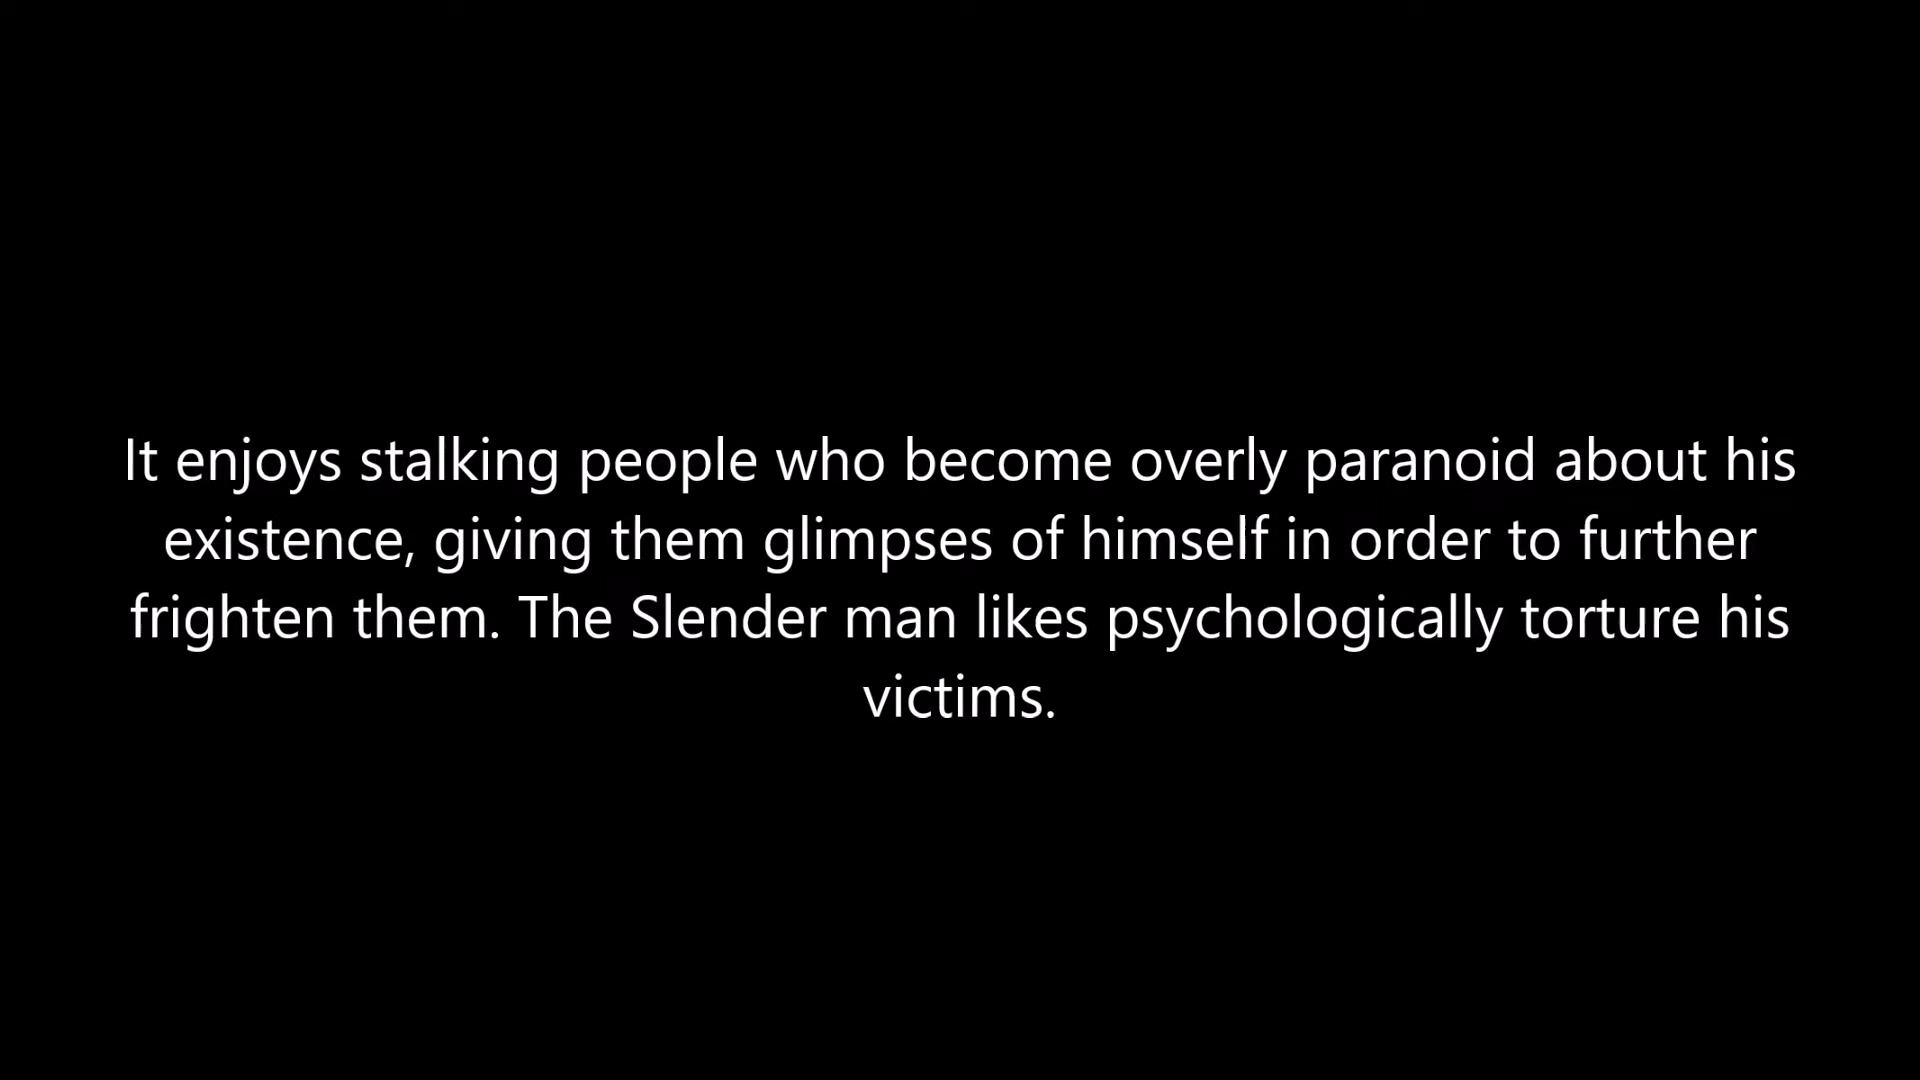 It enjoys stalking people who become overly paranoid about his
existence, giving them glimpses of himself in order to further
frighten them. The Slender man likes psychologically torture his
victims.